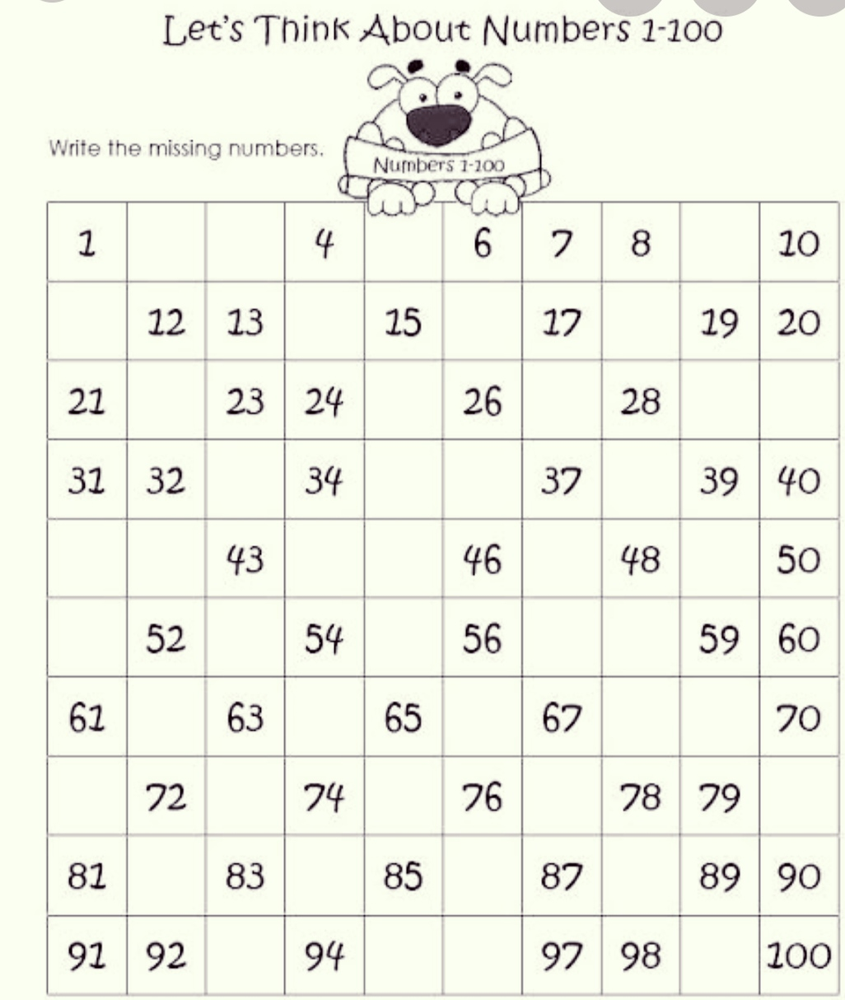 Let's Think About Numbers 1-100
Write the missing numbers.
Numbers 1-100
1 4 6 7 8 10
12 13 15 17 19 20
21 23 24 26 28
31 32 34 37 39 40
43 46 48 50
52 54 56 59 60
61 63 65 67 70
72 74 76 78 79
81 83 85 87 89 90
91 92 94 97 98 100